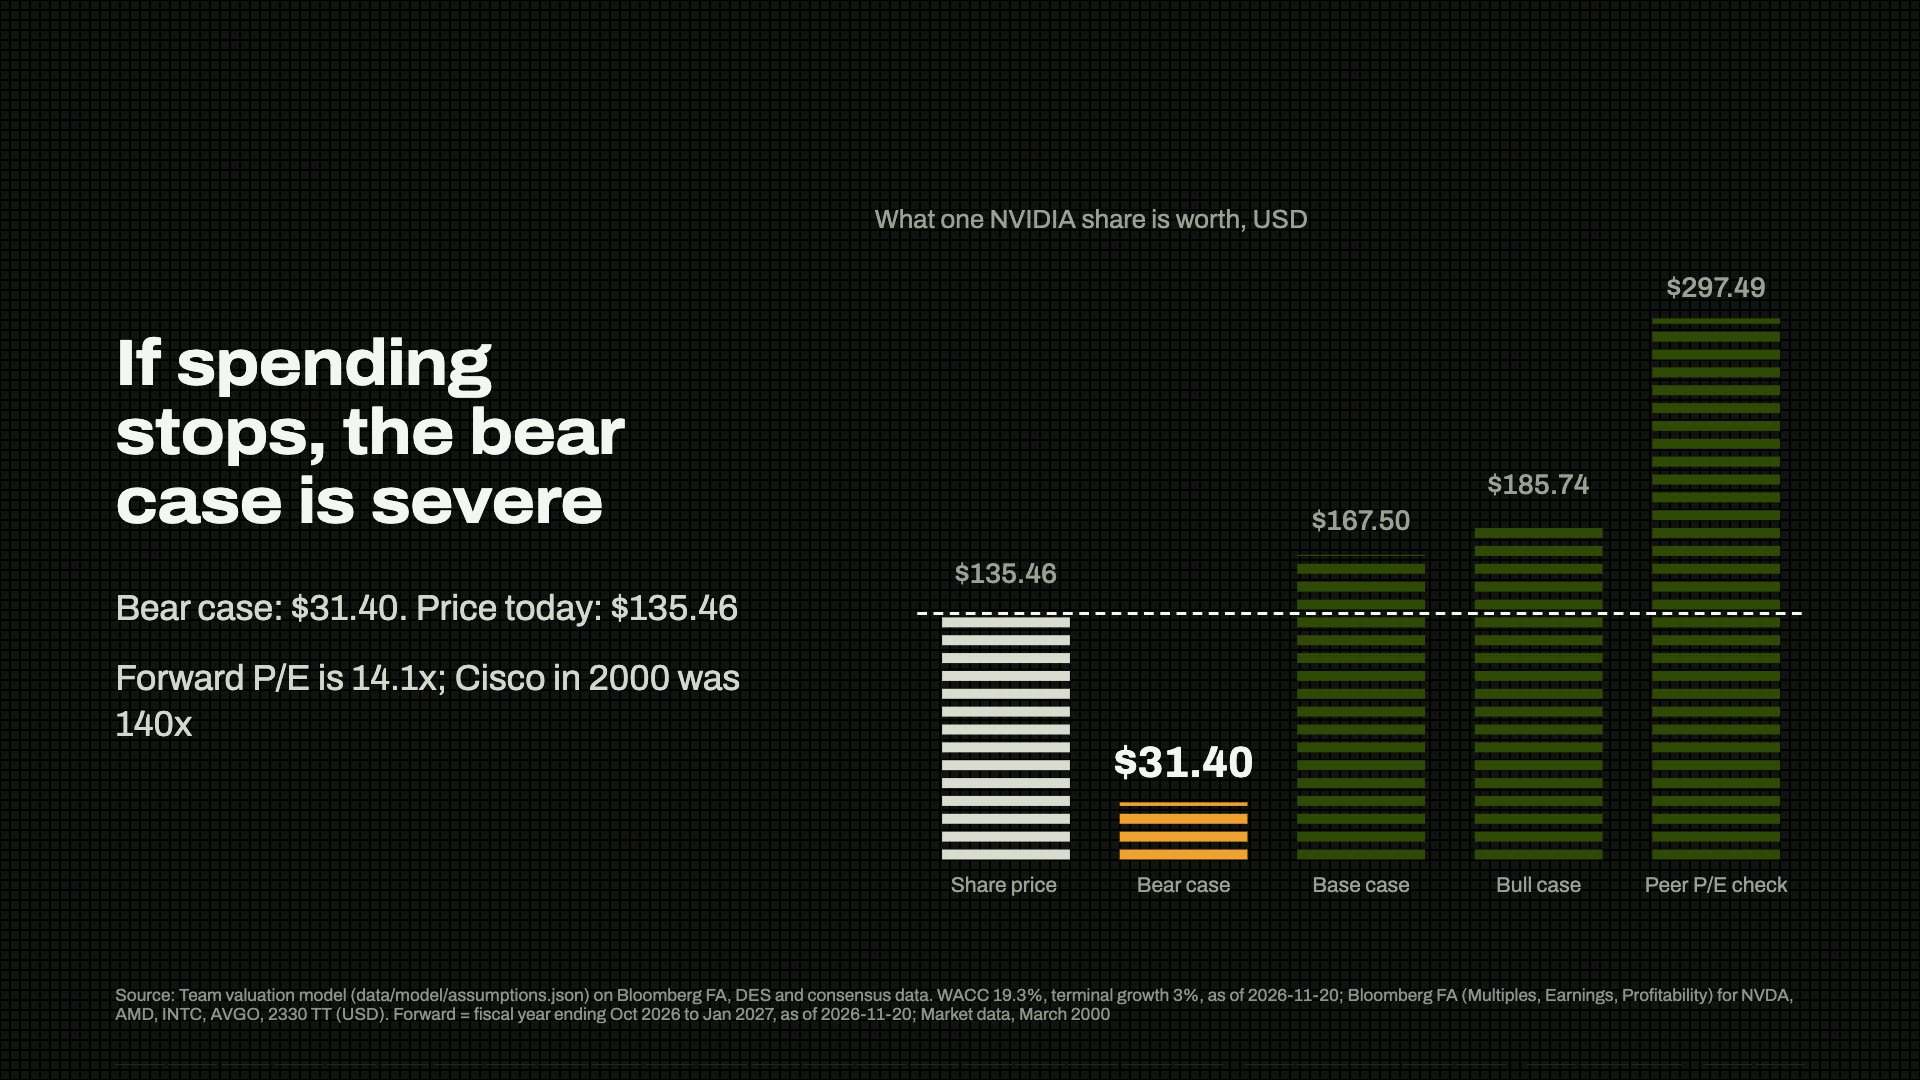 What one NVIDIA share is worth, USD
If spending
stops, the bear
case is severe
Bear case: $31.40. Price today: $135.46
Forward P/E is 14.1x; Cisco in 2000 was
140x
$135.46
$31.40
$167.50
$185.74
$297.49
Share price
Bear case
Base case
Bull case
Peer P/E check
Source: Team valuation model (data/model/assumptions.json) on Bloomberg FA, DES and consensus data. WACC 19.3%, terminal growth 3%, as of 2026-11-20; Bloomberg FA (Multiples, Earnings, Profitability) for NVDA,
AMD, INTC, AVGO, 2330 TT (USD). Forward = fiscal year ending Oct 2026 to Jan 2027, as of 2026-11-20; Market data, March 2000